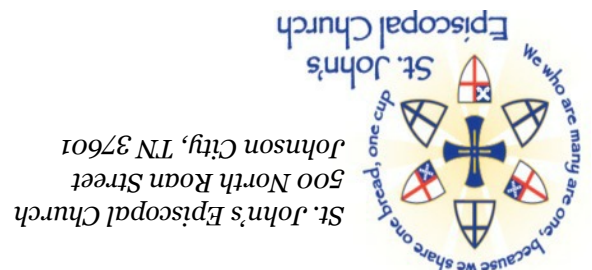 St. John's Episcopal Church
500 North Roan Street
Johnson City, TN 37601
We who are many are one, because we share one bread, one cup
St. John's
Episcopal Church